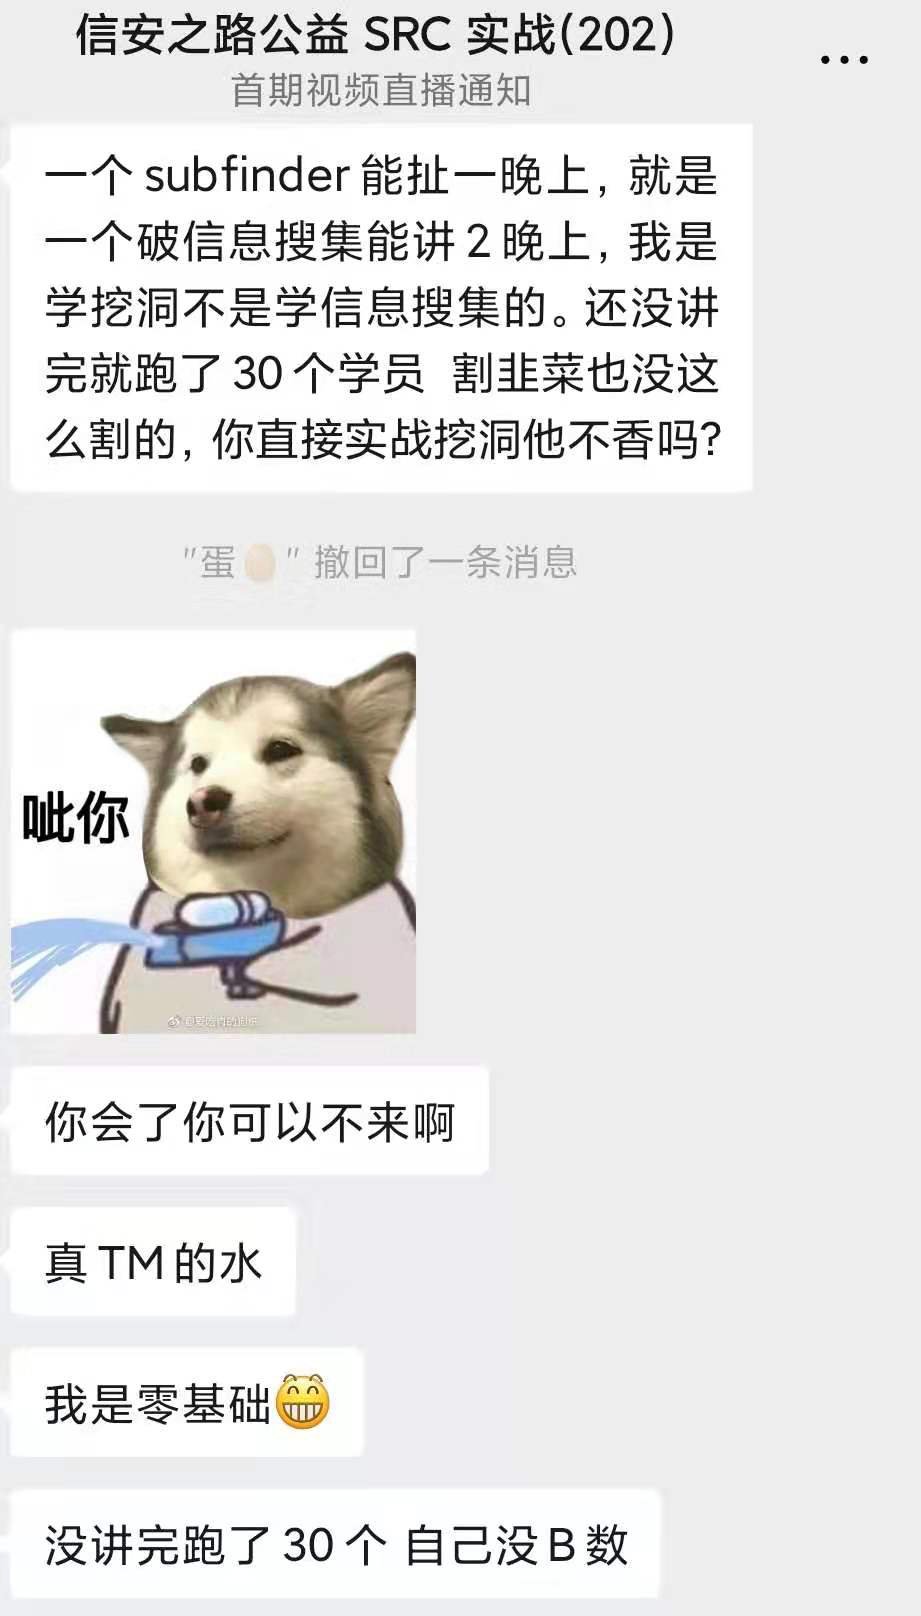 信安之路公益 SRC 实战(202)
首期视频直播通知
一个 subfinder 能扯一晚上，就是
一个破信息搜集能讲 2 晚上，我是
学挖洞不是学信息搜集的。还没讲
完就跑了 30 个学员 割韭菜也没这
么割的，你直接实战挖洞他不香吗?
"蛋🥚" 撤回了一条消息
呲你
你会了你可以不来啊
真 TM 的水
我是零基础😁
没讲完跑了 30 个 自己没 B 数